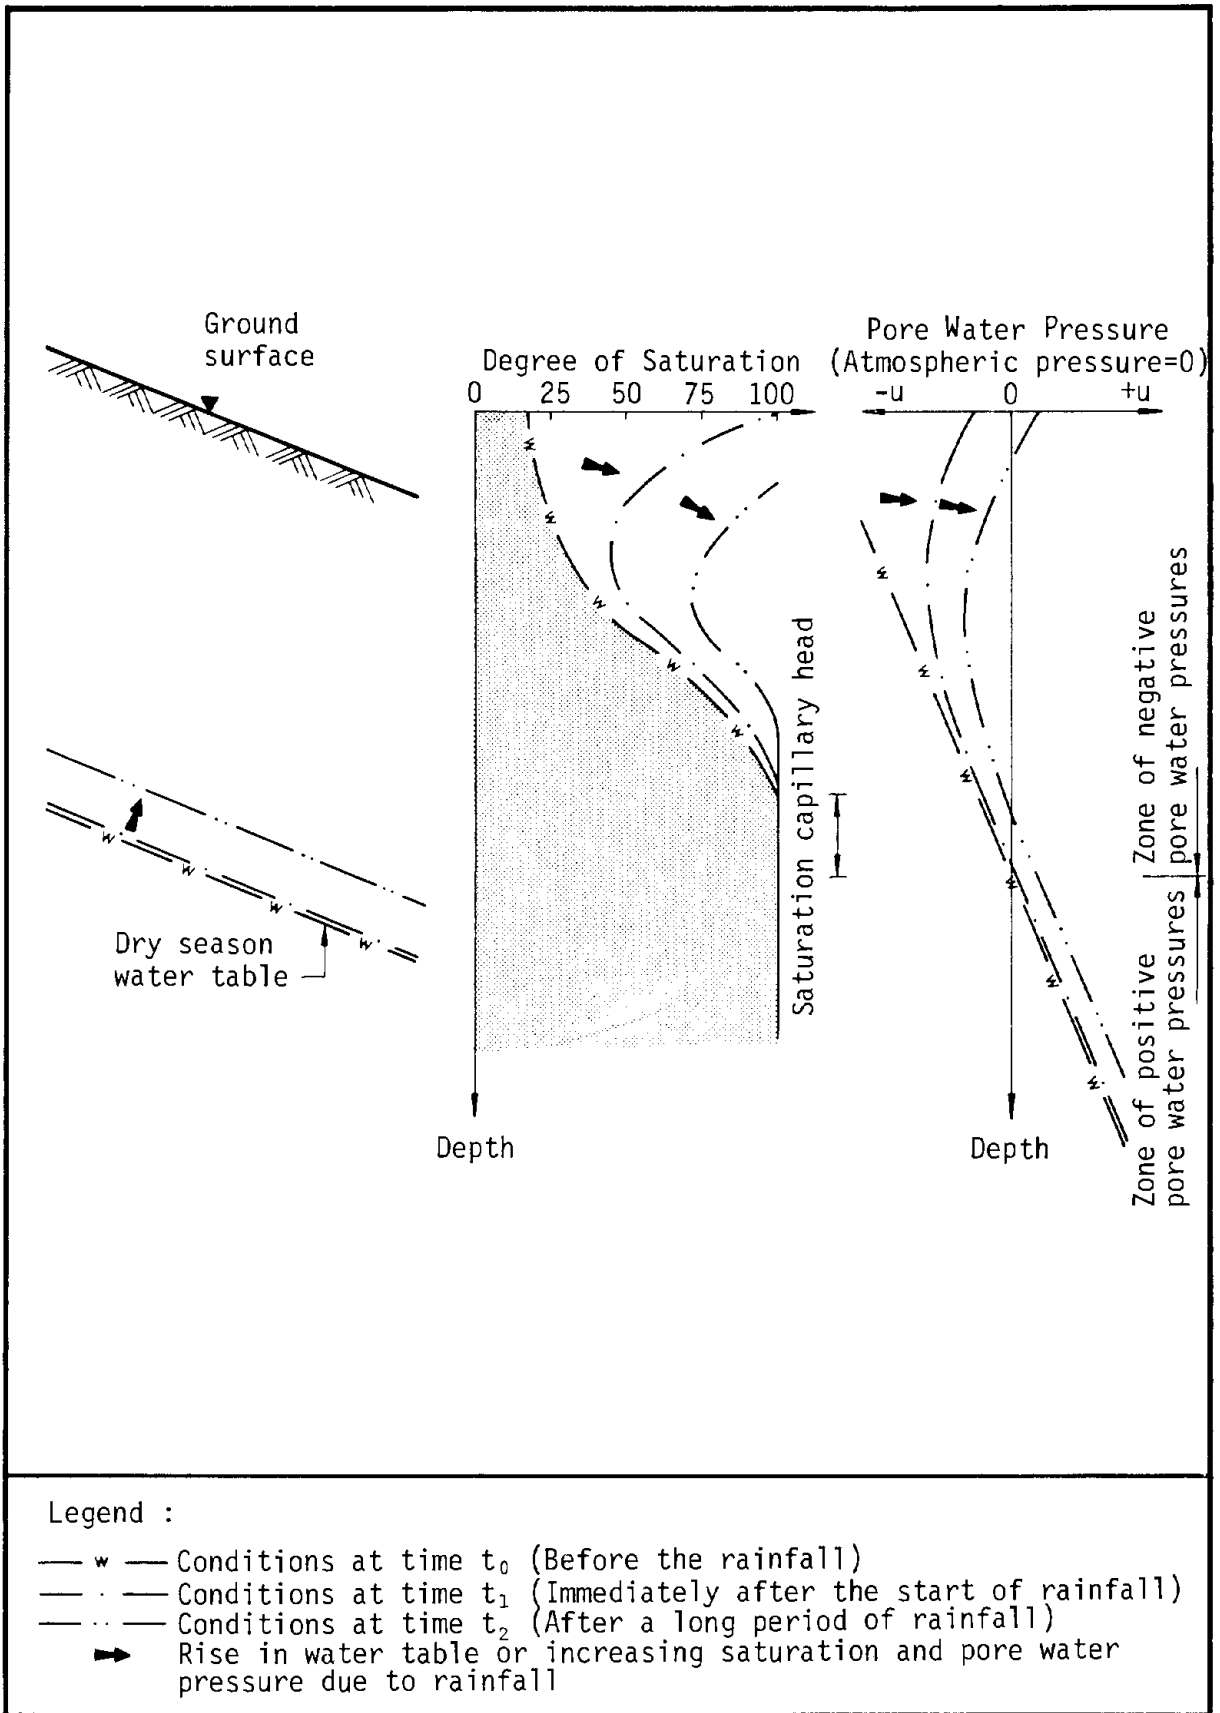 Ground
surface
Degree of Saturation
0 25 50 75 100
Pore Water Pressure
(Atmospheric pressure=0)
-u 0 +u
Saturation capillary head
Zone of negative
pore water pressures
Zone of positive
pore water pressures
Dry season
water table
Depth
Depth
Legend :
w Conditions at time t₀ (Before the rainfall)
Conditions at time t₁ (Immediately after the start of rainfall)
Conditions at time t₂ (After a long period of rainfall)
Rise in water table or increasing saturation and pore water
pressure due to rainfall